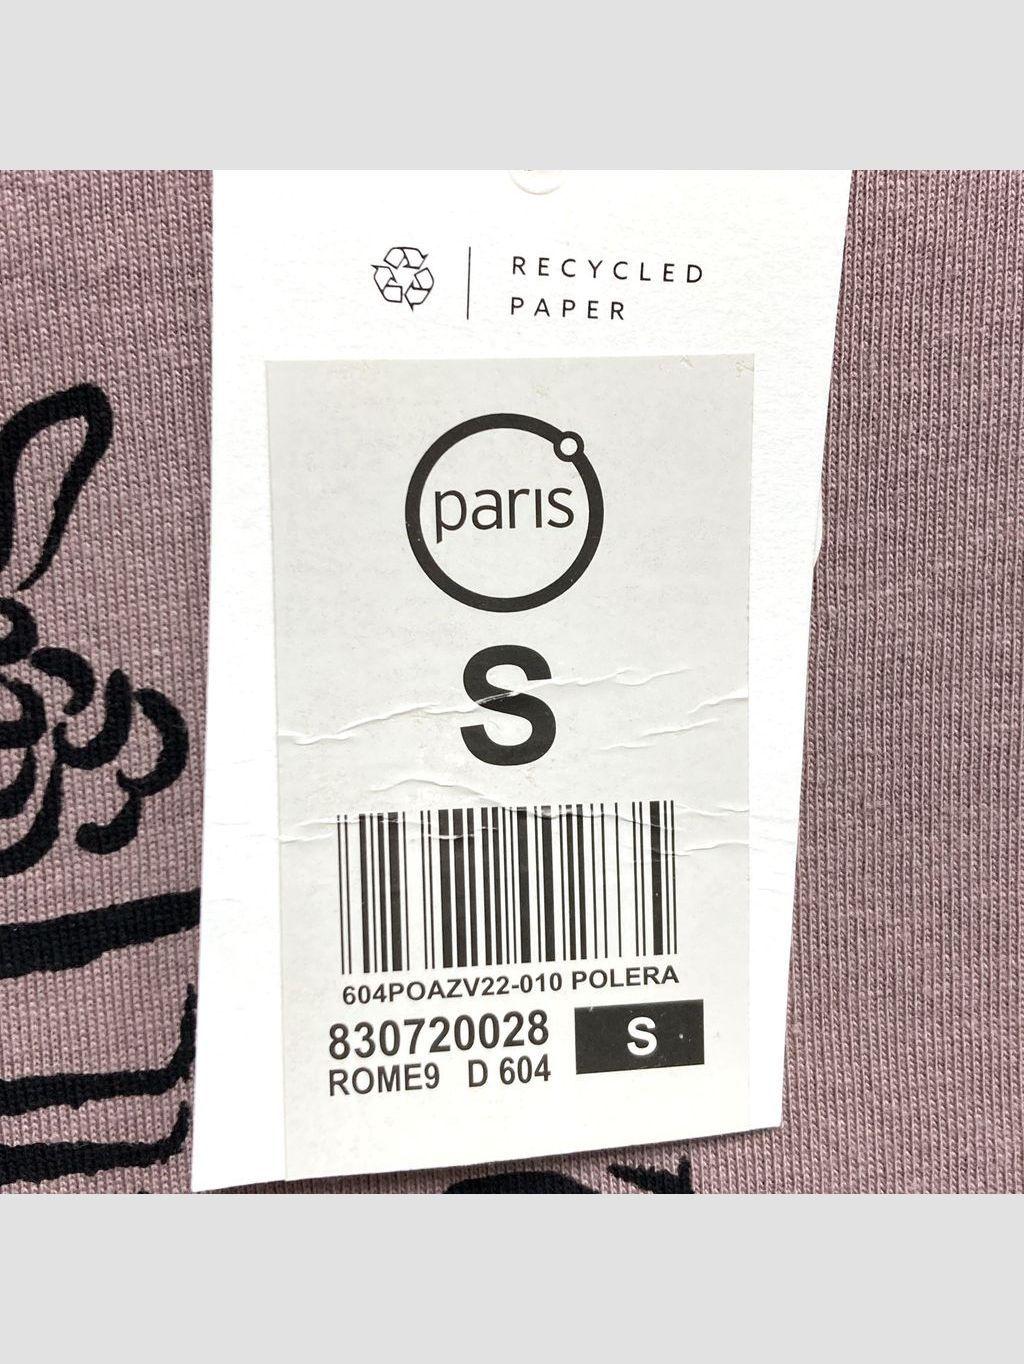 RECYCLED
PAPER
paris
S
604POAZV22-010 POLERA
830720028
S
ROME9 D 604